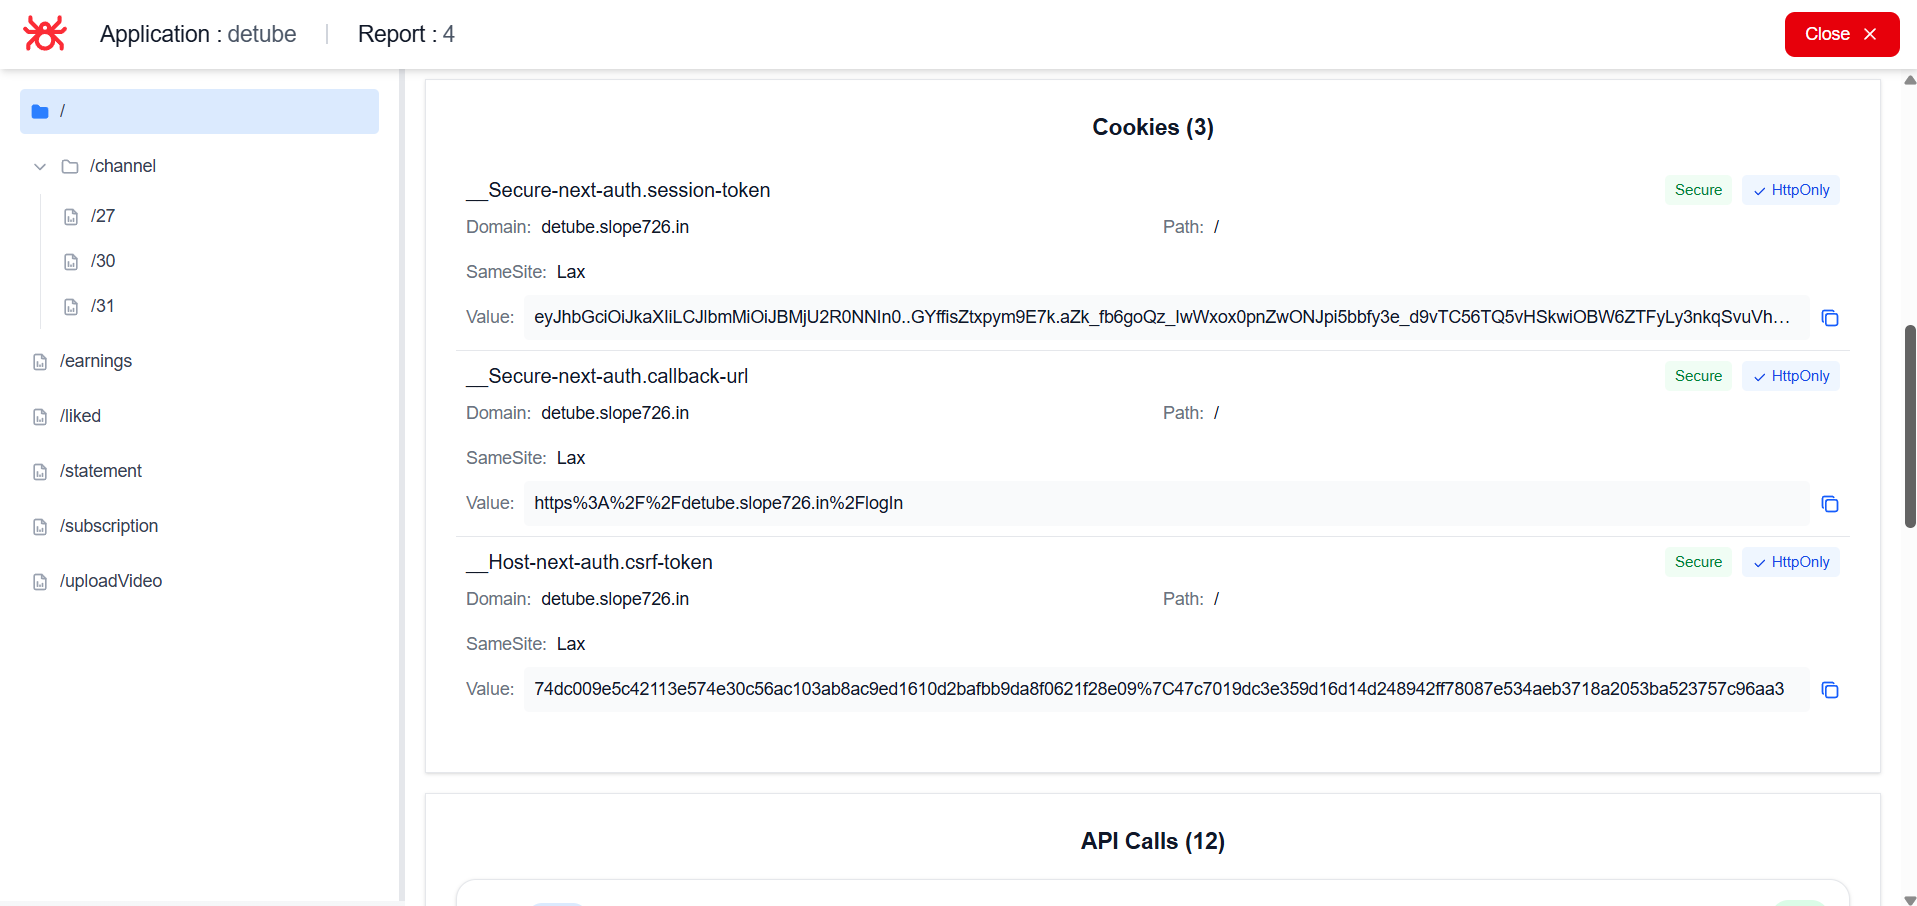 Application : detube | Report : 4
Close
/
/channel
/27
/30
/31
/earnings
/liked
/statement
/subscription
/uploadVideo
Cookies (3)
__Secure-next-auth.session-token
Secure
HttpOnly
Domain: detube.slope726.in
Path: /
SameSite: Lax
Value: eyJhbGciOiJkaXIiLCJlbmMiOiJBMjU2R0NNIn0..GYffisZtxpym9E7k.aZk_fb6goQz_IwWxox0pnZwONJpi5bbfy3e_d9vTC56TQ5vHSkwiOBW6ZTFyLy3nkqSvuVh...
__Secure-next-auth.callback-url
Secure
HttpOnly
Domain: detube.slope726.in
Path: /
SameSite: Lax
Value: https%3A%2F%2Fdetube.slope726.in%2FlogIn
__Host-next-auth.csrf-token
Secure
HttpOnly
Domain: detube.slope726.in
Path: /
SameSite: Lax
Value: 74dc009e5c42113e574e30c56ac103ab8ac9ed1610d2bafbb9da8f0621f28e09%7C47c7019dc3e359d16d14d248942ff78087e534aeb3718a2053ba523757c96aa3
API Calls (12)